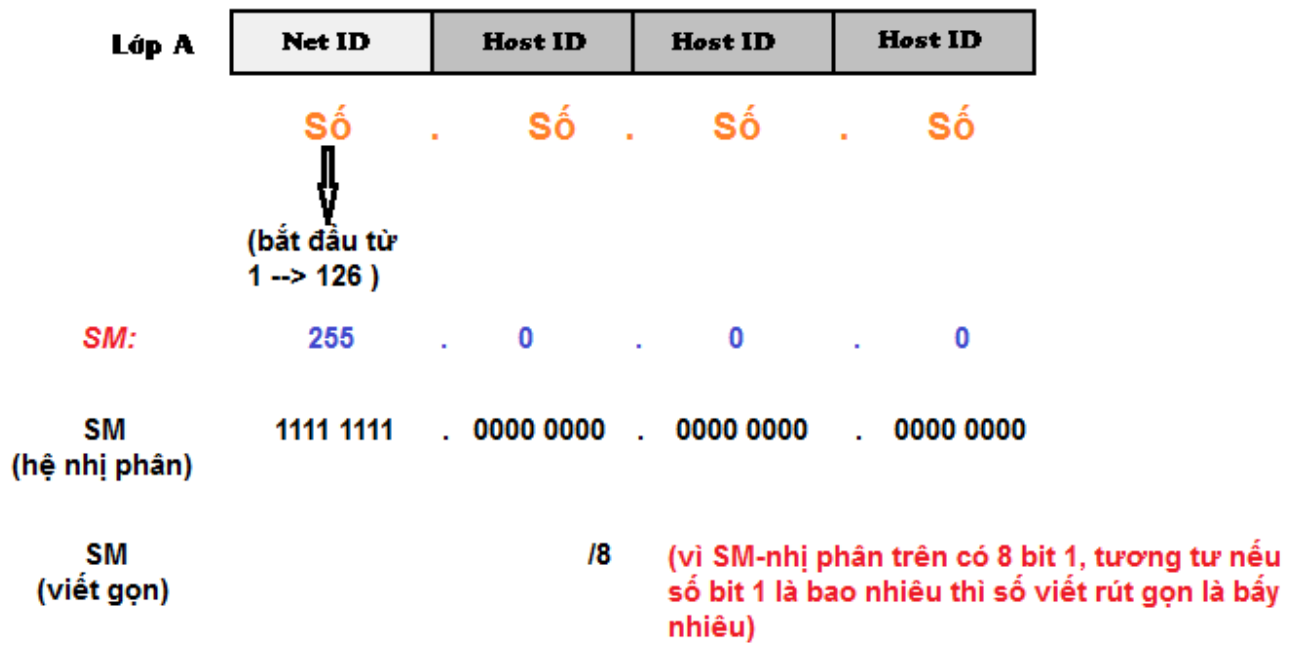 Lớp A Net ID Host ID Host ID Host ID
Số . Số . Số . Số
(bắt đầu từ
1 --> 126 )
SM: 255 . 0 . 0 . 0
SM 1111 1111 . 0000 0000 . 0000 0000 . 0000 0000
(hệ nhị phân)
SM /8 (vì SM-nhị phân trên có 8 bit 1, tương tư nếu
(viết gọn) số bit 1 là bao nhiêu thì số viết rút gọn là bấy
nhiêu)